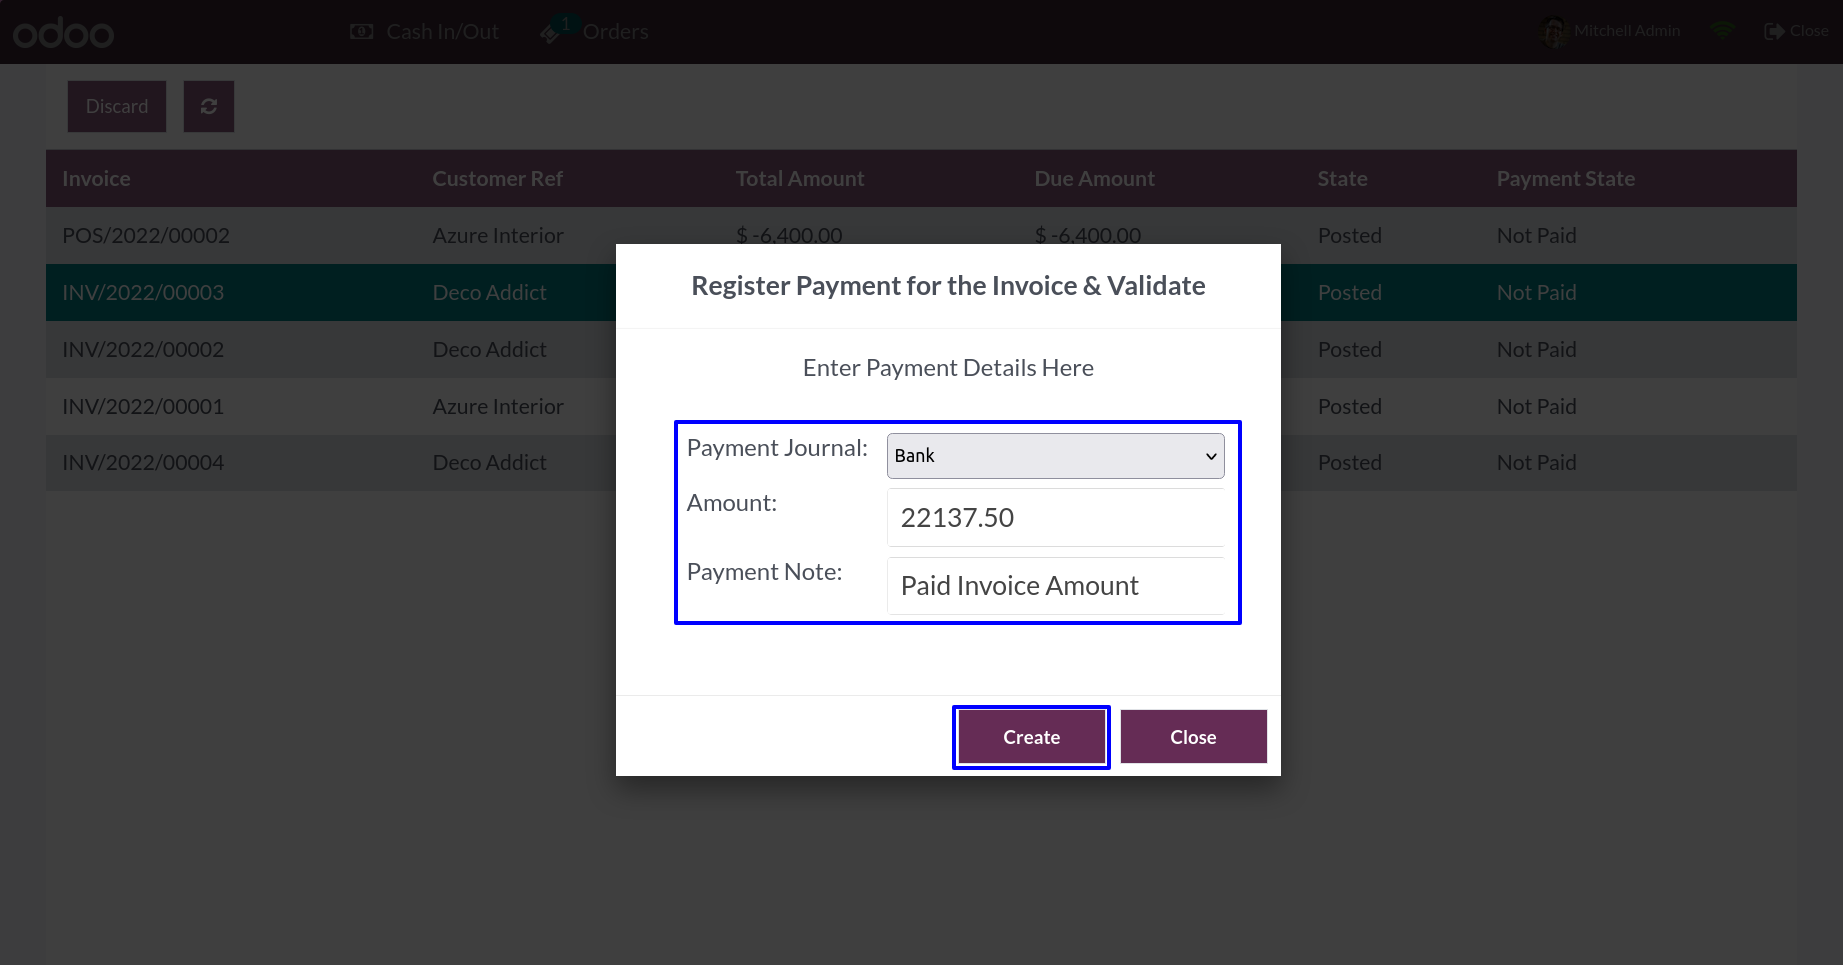 odoo
Cash In/Out
1
Orders
Mitchell Admin
Close
Discard
Invoice Customer Ref Total Amount Due Amount State Payment State
POS/2022/00002 Azure Interior $ -6,400.00 $ -6,400.00 Posted Not Paid
INV/2022/00003 Deco Addict Posted Not Paid
INV/2022/00002 Deco Addict Posted Not Paid
INV/2022/00001 Azure Interior Posted Not Paid
INV/2022/00004 Deco Addict Posted Not Paid
Register Payment for the Invoice & Validate
Enter Payment Details Here
Payment Journal: Bank
Amount: 22137.50
Payment Note: Paid Invoice Amount
Create Close